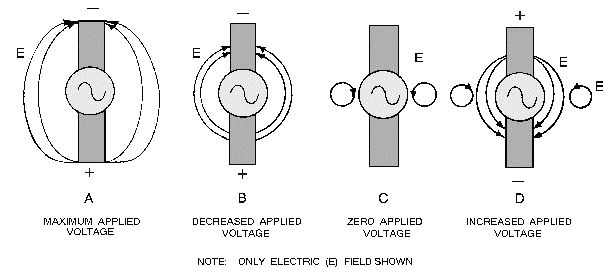 − − +
E E E E E
+ + −
A B C D
MAXIMUM APPLIED VOLTAGE
DECREASED APPLIED VOLTAGE
ZERO APPLIED VOLTAGE
INCREASED APPLIED VOLTAGE
NOTE: ONLY ELECTRIC (E) FIELD SHOWN